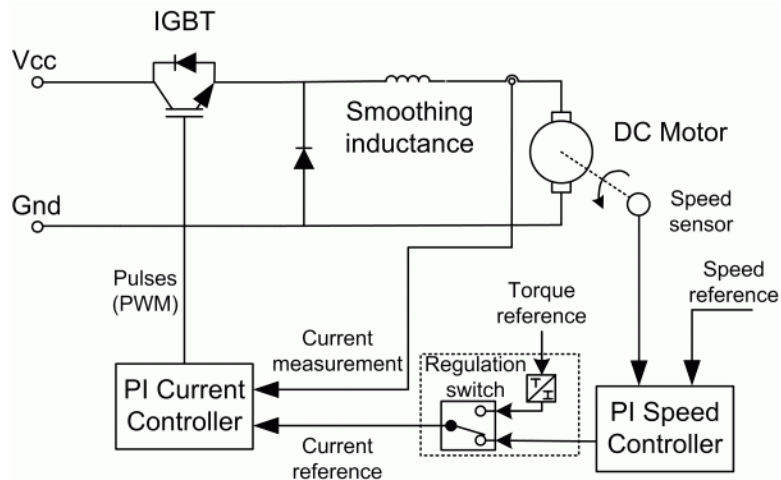 IGBT
Vcc
Smoothing
inductance
DC Motor
Gnd
Speed
sensor
Pulses
(PWM)
Speed
reference
Torque
reference
Current
measurement
Regulation
switch
T
I
PI Current
Controller
PI Speed
Controller
Current
reference